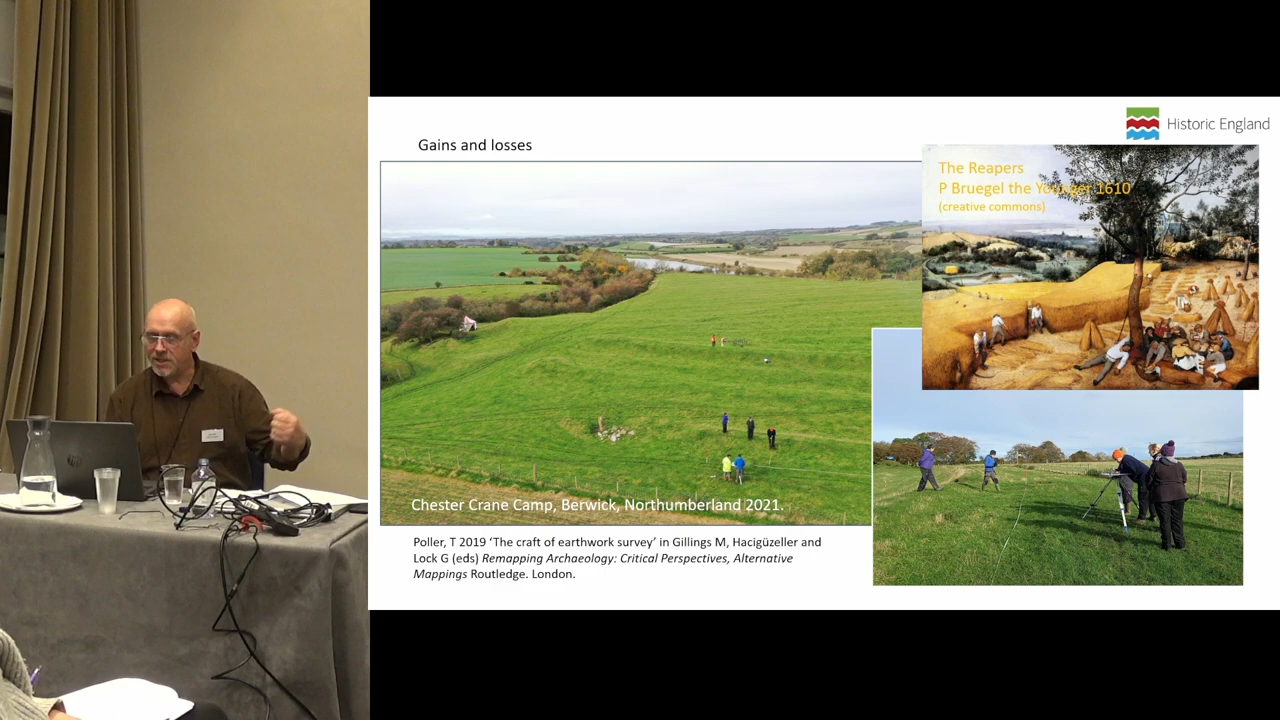 Historic England
Gains and losses
The Reapers
P Bruegel the Younger 1610
(creative commons)
Chester Crane Camp, Berwick, Northumberland 2021.
Poller, T 2019 ‘The craft of earthwork survey’ in Gillings M, Hacigüzeller and
Lock G (eds) Remapping Archaeology: Critical Perspectives, Alternative
Mappings Routledge. London.
hp